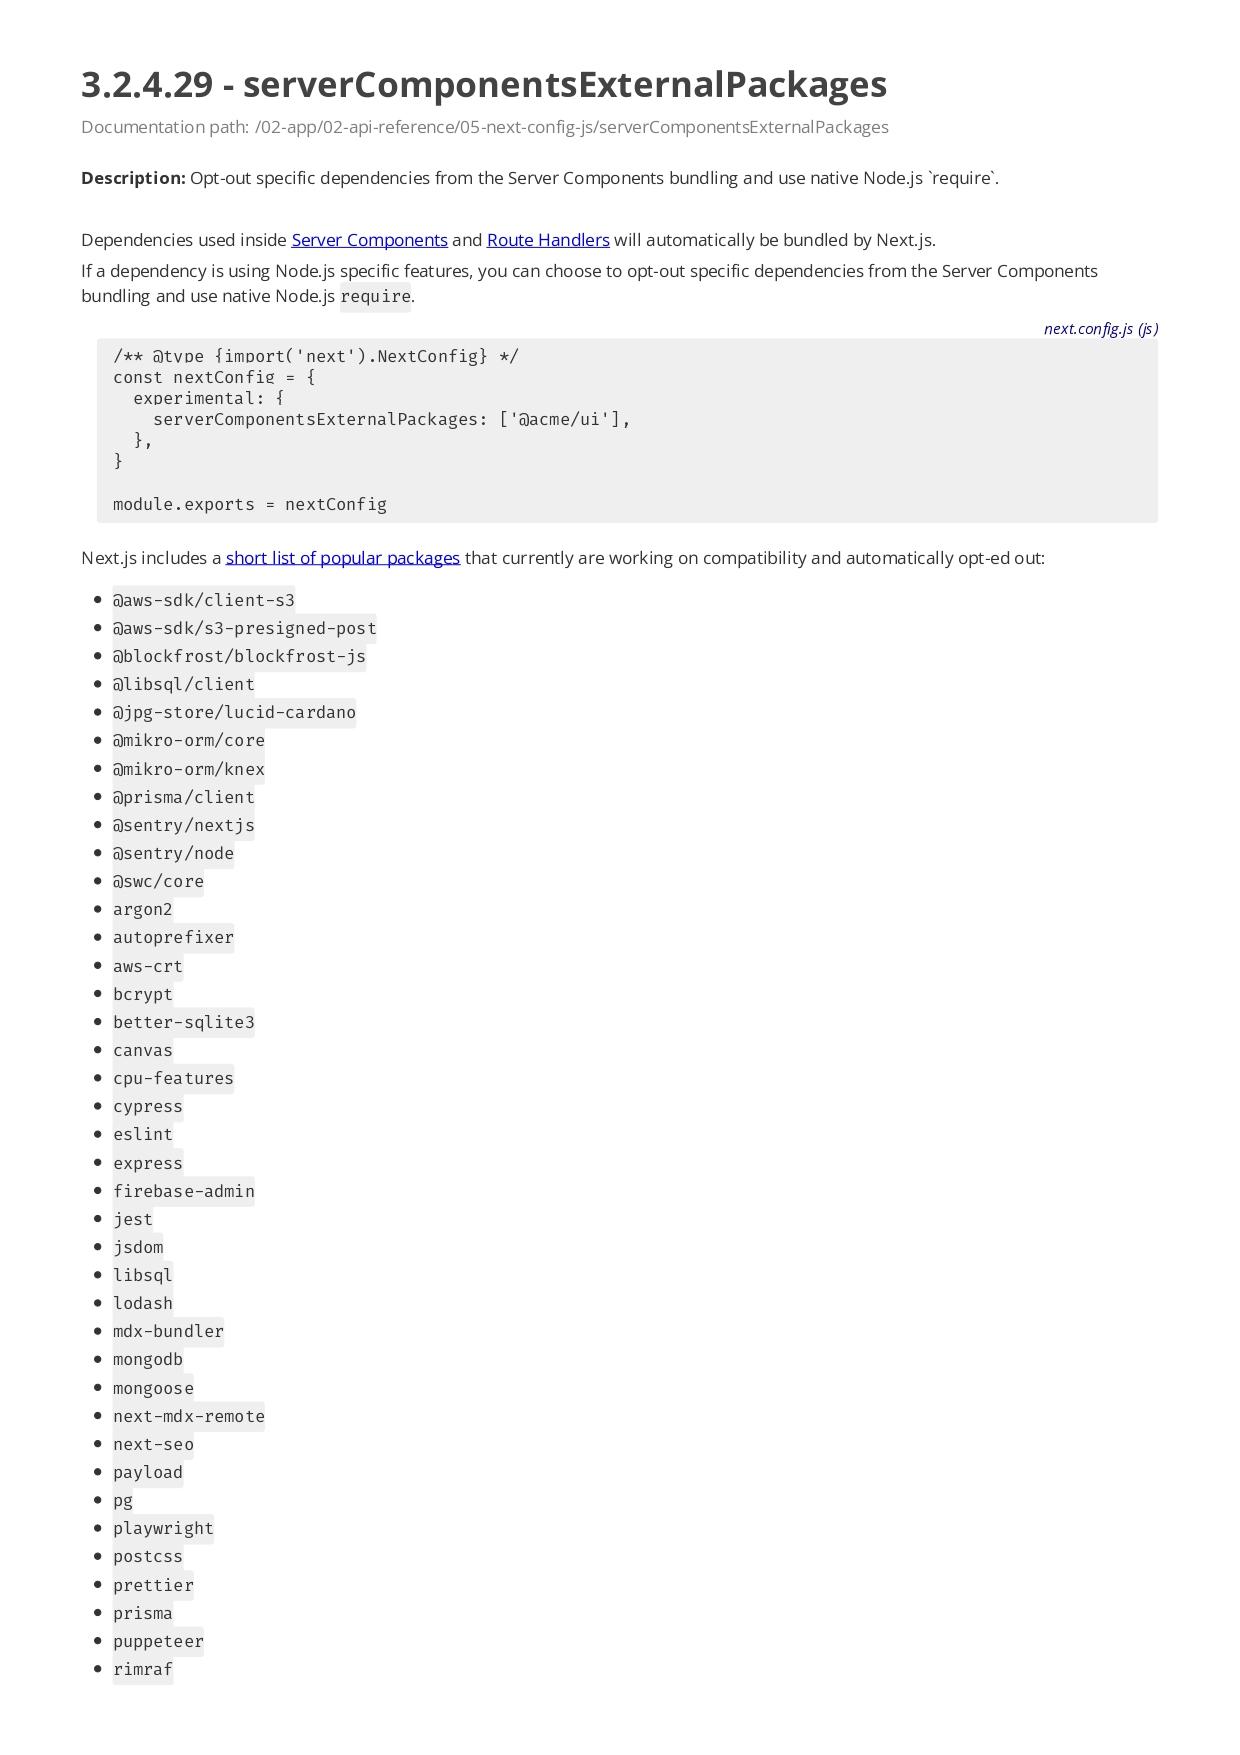 3.2.4.29 - serverComponentsExternalPackages
Documentation path: /02-app/02-api-reference/05-next-config-js/serverComponentsExternalPackages
Description: Opt-out specific dependencies from the Server Components bundling and use native Node.js `require`.
Dependencies used inside Server Components and Route Handlers will automatically be bundled by Next.js.
If a dependency is using Node.js specific features, you can choose to opt-out specific dependencies from the Server Components
bundling and use native Node.js require.
next.config.js (js)
/** @type {import('next').NextConfig} */
const nextConfig = {
  experimental: {
    serverComponentsExternalPackages: ['@acme/ui'],
  },
}
module.exports = nextConfig
Next.js includes a short list of popular packages that currently are working on compatibility and automatically opt-ed out:
• @aws-sdk/client-s3
• @aws-sdk/s3-presigned-post
• @blockfrost/blockfrost-js
• @libsql/client
• @jpg-store/lucid-cardano
• @mikro-orm/core
• @mikro-orm/knex
• @prisma/client
• @sentry/nextjs
• @sentry/node
• @swc/core
• argon2
• autoprefixer
• aws-crt
• bcrypt
• better-sqlite3
• canvas
• cpu-features
• cypress
• eslint
• express
• firebase-admin
• jest
• jsdom
• libsql
• lodash
• mdx-bundler
• mongodb
• mongoose
• next-mdx-remote
• next-seo
• payload
• pg
• playwright
• postcss
• prettier
• prisma
• puppeteer
• rimraf